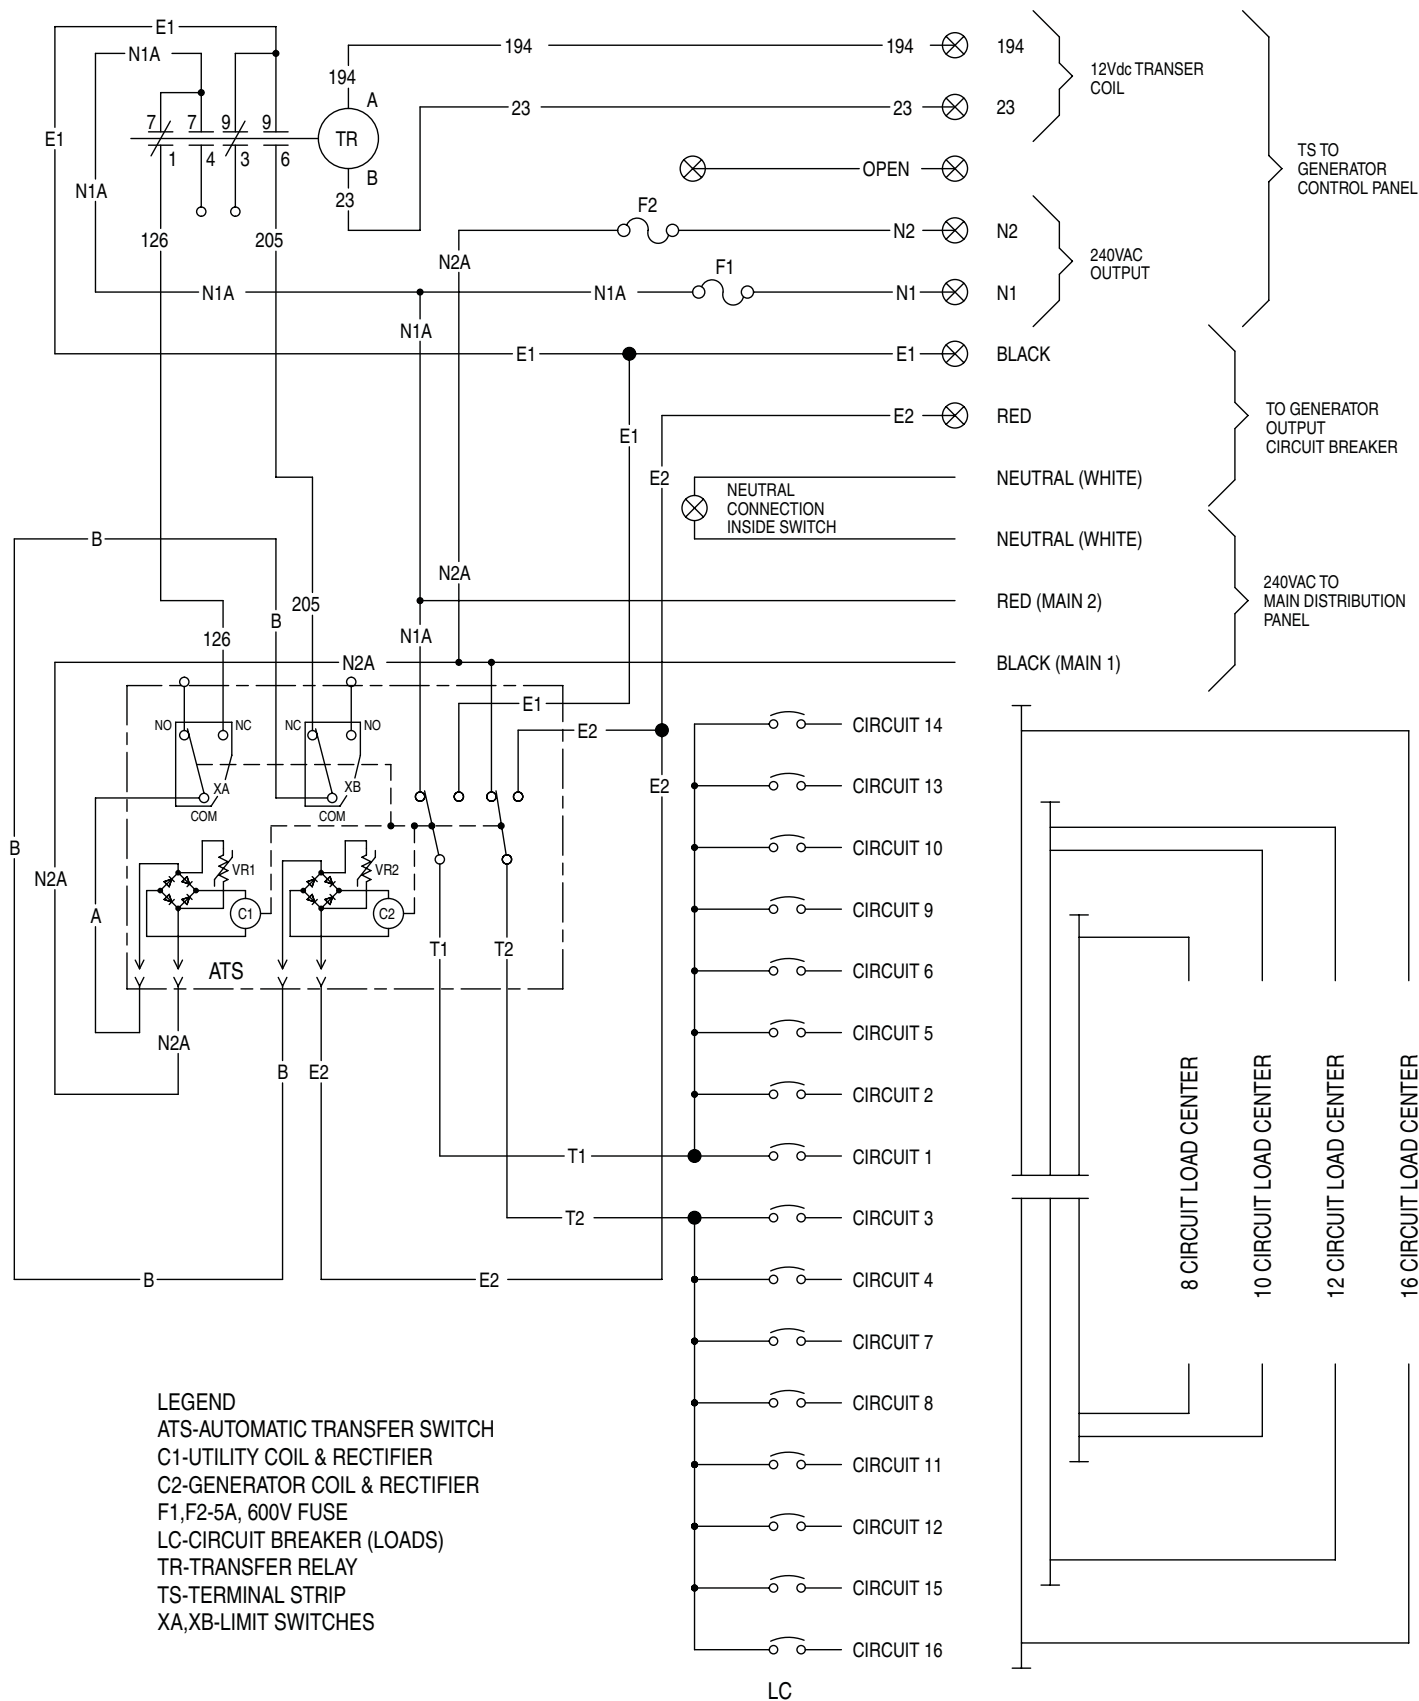 E1
N1A
194
194
194
12Vdc TRANSER
COIL
194
A
23
23
23
7
7
9
9
TR
E1
1
4
3
6
TS TO
GENERATOR
CONTROL PANEL
OPEN
B
N1A
23
F2
126
205
N2
N2
N2A
240VAC
OUTPUT
F1
N1A
N1A
N1
N1
N1A
E1
E1
BLACK
E2
RED
TO GENERATOR
OUTPUT
CIRCUIT BREAKER
E1
E2
NEUTRAL (WHITE)
NEUTRAL
CONNECTION
INSIDE SWITCH
B
NEUTRAL (WHITE)
N2A
240VAC TO
MAIN DISTRIBUTION
PANEL
205
RED (MAIN 2)
B
126
N1A
N2A
BLACK (MAIN 1)
E1
NO
NC
NC
NO
E2
CIRCUIT 14
XA
XB
E2
CIRCUIT 13
COM
COM
B
CIRCUIT 10
N2A
VR1
VR2
A
C1
C2
CIRCUIT 9
T1
T2
ATS
CIRCUIT 6
N2A
CIRCUIT 5
B
E2
CIRCUIT 2
T1
CIRCUIT 1
T2
CIRCUIT 3
8 CIRCUIT LOAD CENTER
10 CIRCUIT LOAD CENTER
12 CIRCUIT LOAD CENTER
16 CIRCUIT LOAD CENTER
B
E2
CIRCUIT 4
CIRCUIT 7
CIRCUIT 8
CIRCUIT 11
CIRCUIT 12
CIRCUIT 15
CIRCUIT 16
LC
LEGEND
ATS-AUTOMATIC TRANSFER SWITCH
C1-UTILITY COIL & RECTIFIER
C2-GENERATOR COIL & RECTIFIER
F1,F2-5A, 600V FUSE
LC-CIRCUIT BREAKER (LOADS)
TR-TRANSFER RELAY
TS-TERMINAL STRIP
XA,XB-LIMIT SWITCHES